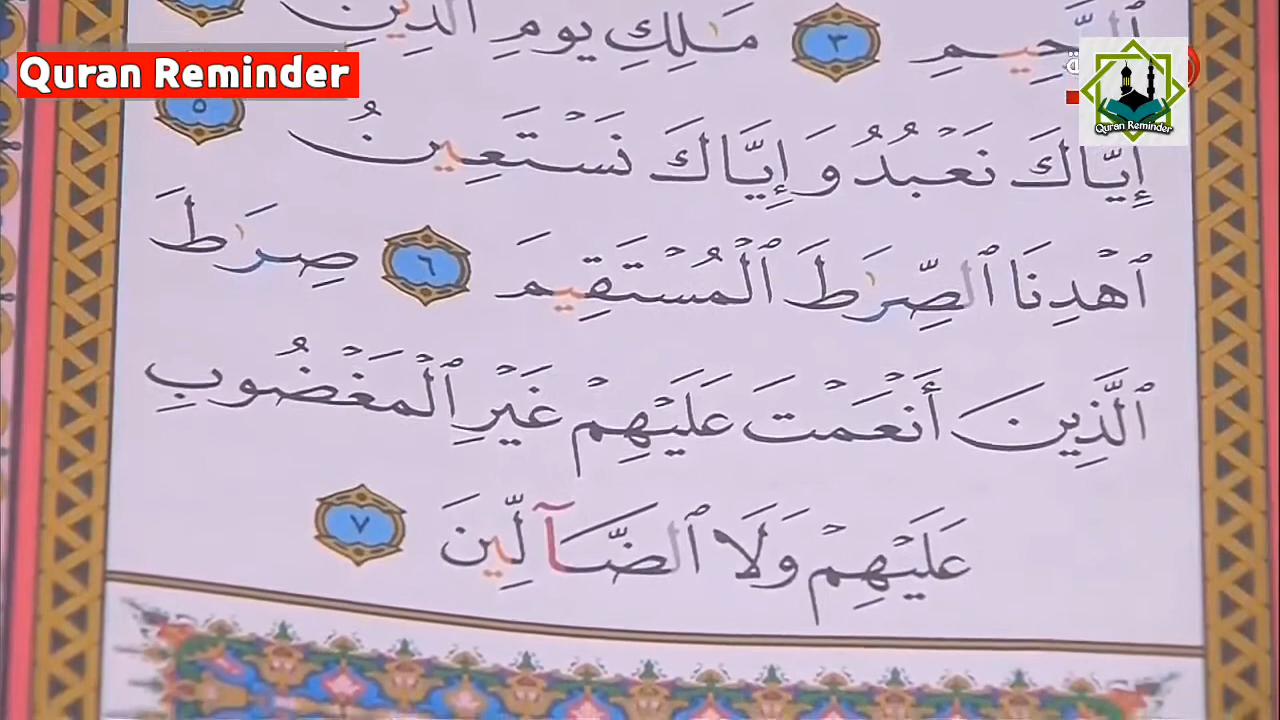 ٱلرَّحِيمِ ٣ مَـٰلِكِ يَوۡمِ ٱلدِّينِ
Quran Reminder
Quran Reminder
٥
إِيَّاكَ نَعۡبُدُ وَإِيَّاكَ نَسۡتَعِينُ
ٱهۡدِنَا ٱلصِّرَٰطَ ٱلۡمُسۡتَقِيمَ ٦ صِرَٰطَ
ٱلَّذِينَ أَنۡعَمۡتَ عَلَيۡهِمۡ غَيۡرِ ٱلۡمَغۡضُوبِ
عَلَيۡهِمۡ وَلَا ٱلضَّآلِّينَ ٧